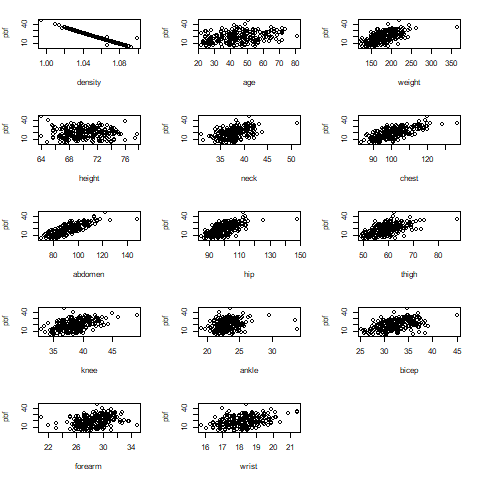 pbf
10 40
1.00 1.04 1.08
density
pbf
10 40
20 30 40 50 60 70 80
age
pbf
10 40
150 200 250 300 350
weight
pbf
10 40
64 68 72 76
height
pbf
10 40
35 40 45 50
neck
pbf
10 40
90 100 120
chest
pbf
10 40
80 100 120 140
abdomen
pbf
10 40
90 110 130 150
hip
pbf
10 40
50 60 70 80
thigh
pbf
10 40
35 40 45
knee
pbf
10 40
20 25 30
ankle
pbf
10 40
25 30 35 40 45
bicep
pbf
10 40
22 26 30 34
forearm
pbf
10 40
16 17 18 19 20 21
wrist